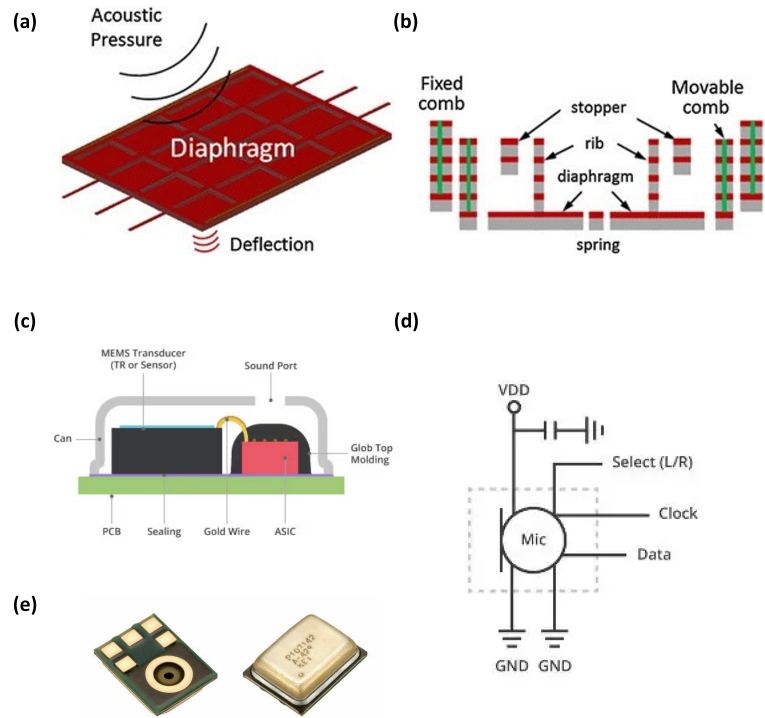 (a)
Acoustic
Pressure
Diaphragm
Deflection
(b)
Fixed
comb
Movable
comb
stopper
rib
diaphragm
spring
(c)
MEMS Transducer
(TR or Sensor)
Sound Port
Can
Glob Top
Molding
PCB
Sealing
Gold Wire
ASIC
(d)
VDD
Select (L/R)
Clock
Mic
Data
GND
GND
(e)